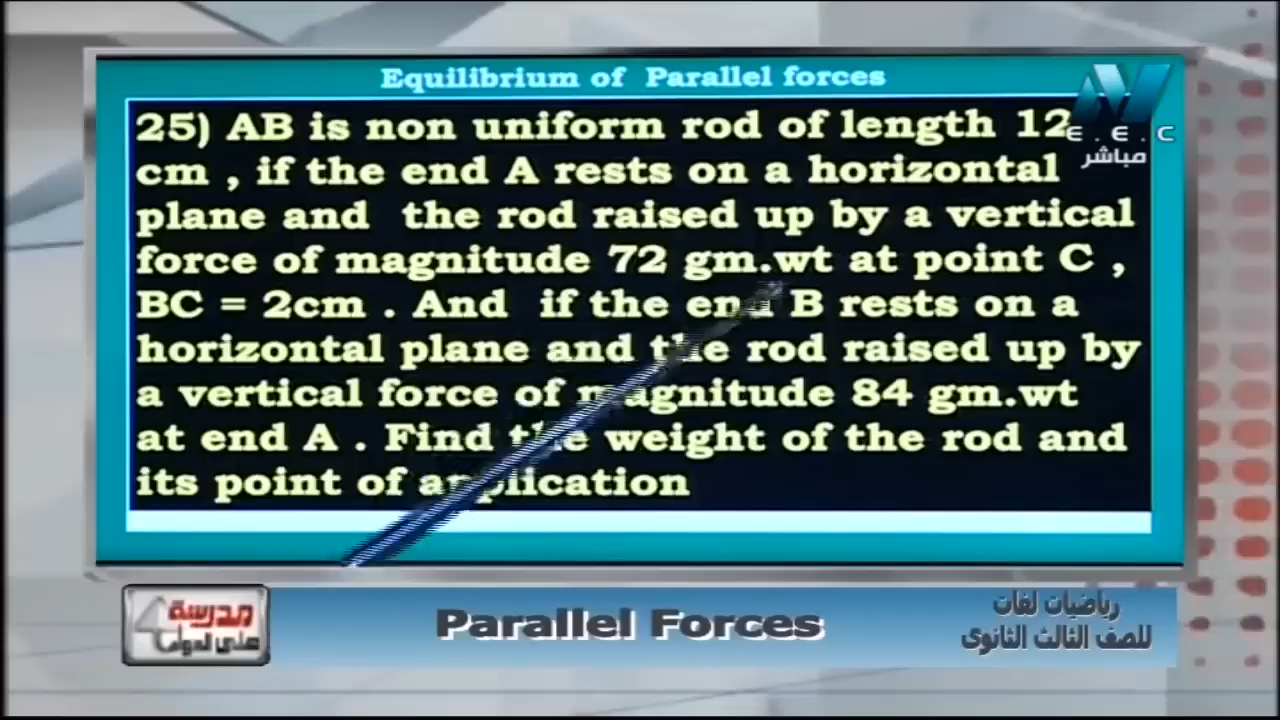 Equilibrium of Parallel forces
25) AB is non uniform rod of length 12
cm , if the end A rests on a horizontal
plane and the rod raised up by a vertical
force of magnitude 72 gm.wt at point C ,
BC = 2cm . And if the end B rests on a
horizontal plane and the rod raised up by
a vertical force of magnitude 84 gm.wt
at end A . Find the weight of the rod and
its point of application
E . E . C
مباشر
مدرسة
على الهواء
Parallel Forces
رياضيات لغات
للصف الثالث الثانوى